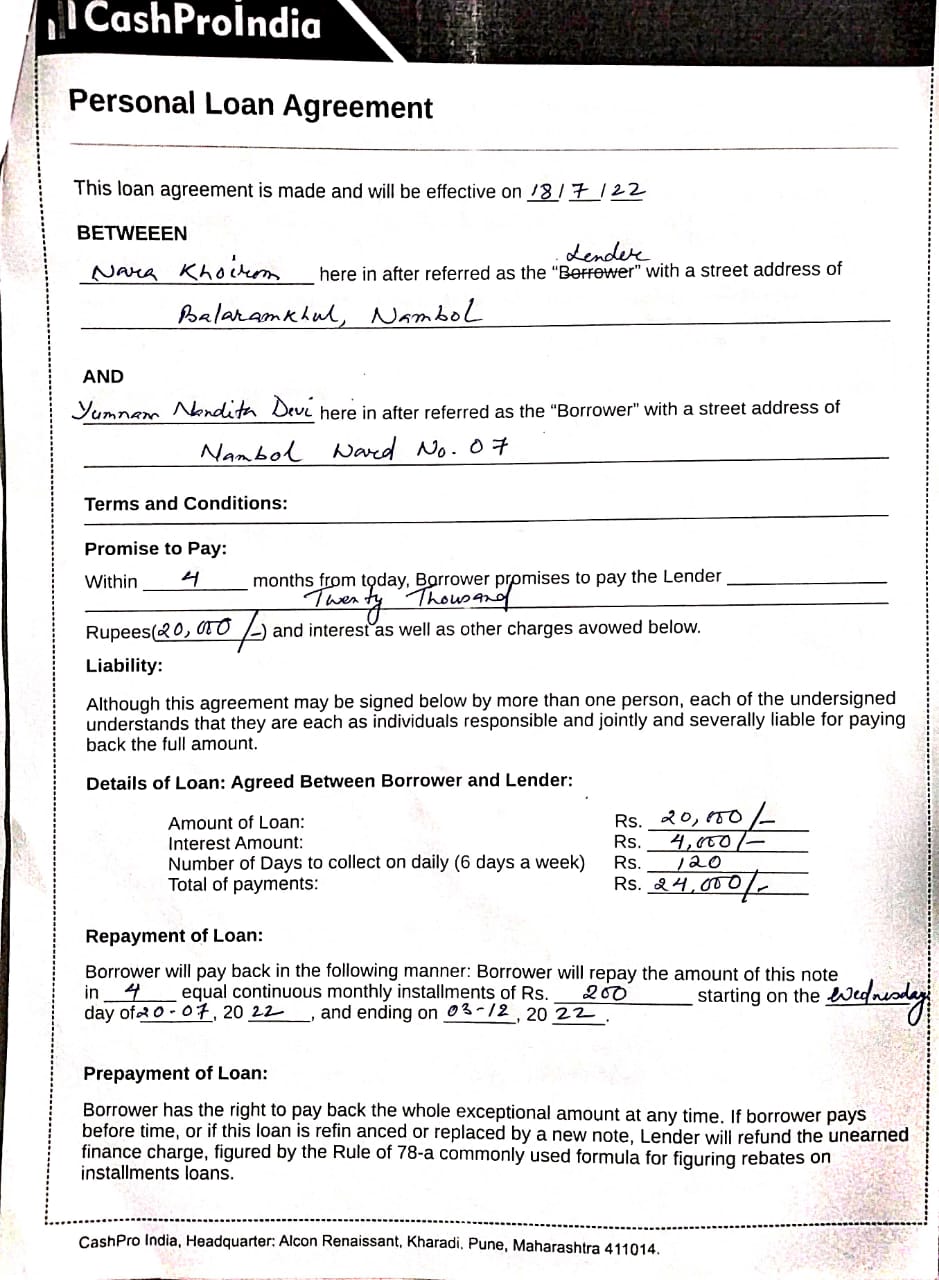 CashProIndia
Personal Loan Agreement
This loan agreement is made and will be effective on 18/ 7 /22
BETWEEEN
Lender
Nara Khoirom here in after referred as the “Borrower” with a street address of
Balaramkhul, Nambol
AND
Yumnam Nandita Devi here in after referred as the “Borrower” with a street address of
Nambol Ward No. 07
Terms and Conditions:
Promise to Pay:
Within 4 months from today, Borrower promises to pay the Lender
Twenty Thousand
Rupees(20,000/-) and interest as well as other charges avowed below.
Liability:
Although this agreement may be signed below by more than one person, each of the undersigned
understands that they are each as individuals responsible and jointly and severally liable for paying
back the full amount.
Details of Loan: Agreed Between Borrower and Lender:
Amount of Loan: Rs. 20,000/-
Interest Amount: Rs. 4,000/-
Number of Days to collect on daily (6 days a week) Rs. 120
Total of payments: Rs. 24,000/-
Repayment of Loan:
Borrower will pay back in the following manner: Borrower will repay the amount of this note
in 4 equal continuous monthly installments of Rs. 200 starting on the Wednesday
day of 20-07, 20 22 , and ending on 03-12, 20 22 .
Prepayment of Loan:
Borrower has the right to pay back the whole exceptional amount at any time. If borrower pays
before time, or if this loan is refin anced or replaced by a new note, Lender will refund the unearned
finance charge, figured by the Rule of 78-a commonly used formula for figuring rebates on
installments loans.
CashPro India, Headquarter: Alcon Renaissant, Kharadi, Pune, Maharashtra 411014.